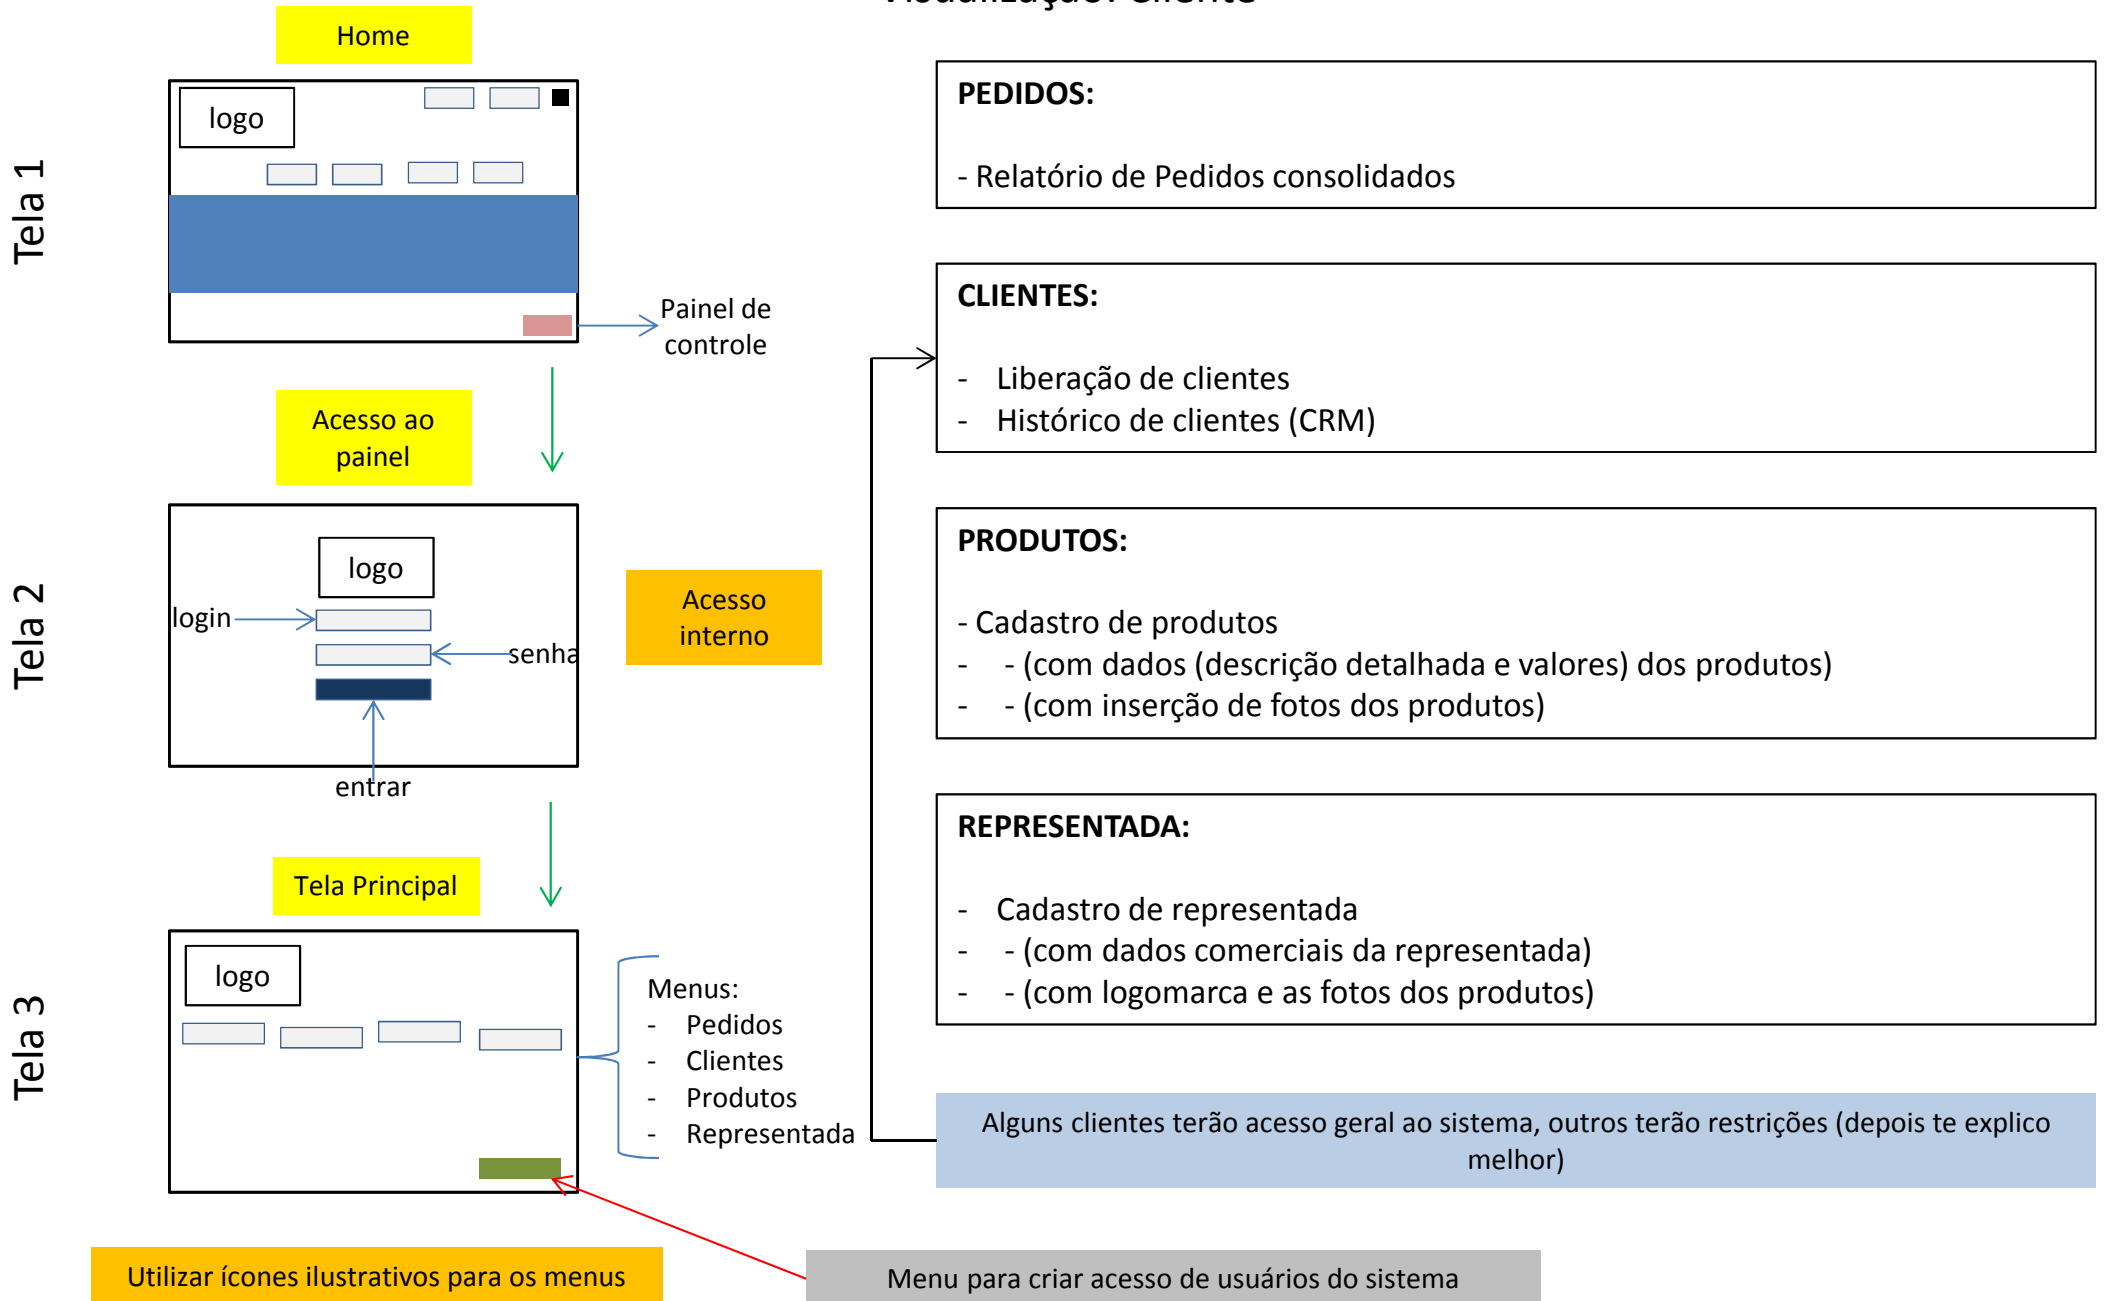 Visualização: Cliente
Home
Tela 1
logo
Painel de
controle
Acesso ao
painel
Tela 2
logo
login
senha
entrar
Acesso
interno
Tela Principal
Tela 3
logo
Menus:
- Pedidos
- Clientes
- Produtos
- Representada
Utilizar ícones ilustrativos para os menus
Menu para criar acesso de usuários do sistema
PEDIDOS:
- Relatório de Pedidos consolidados
CLIENTES:
- Liberação de clientes
- Histórico de clientes (CRM)
PRODUTOS:
- Cadastro de produtos
- - (com dados (descrição detalhada e valores) dos produtos)
- - (com inserção de fotos dos produtos)
REPRESENTADA:
- Cadastro de representada
- - (com dados comerciais da representada)
- - (com logomarca e as fotos dos produtos)
Alguns clientes terão acesso geral ao sistema, outros terão restrições (depois te explico
melhor)